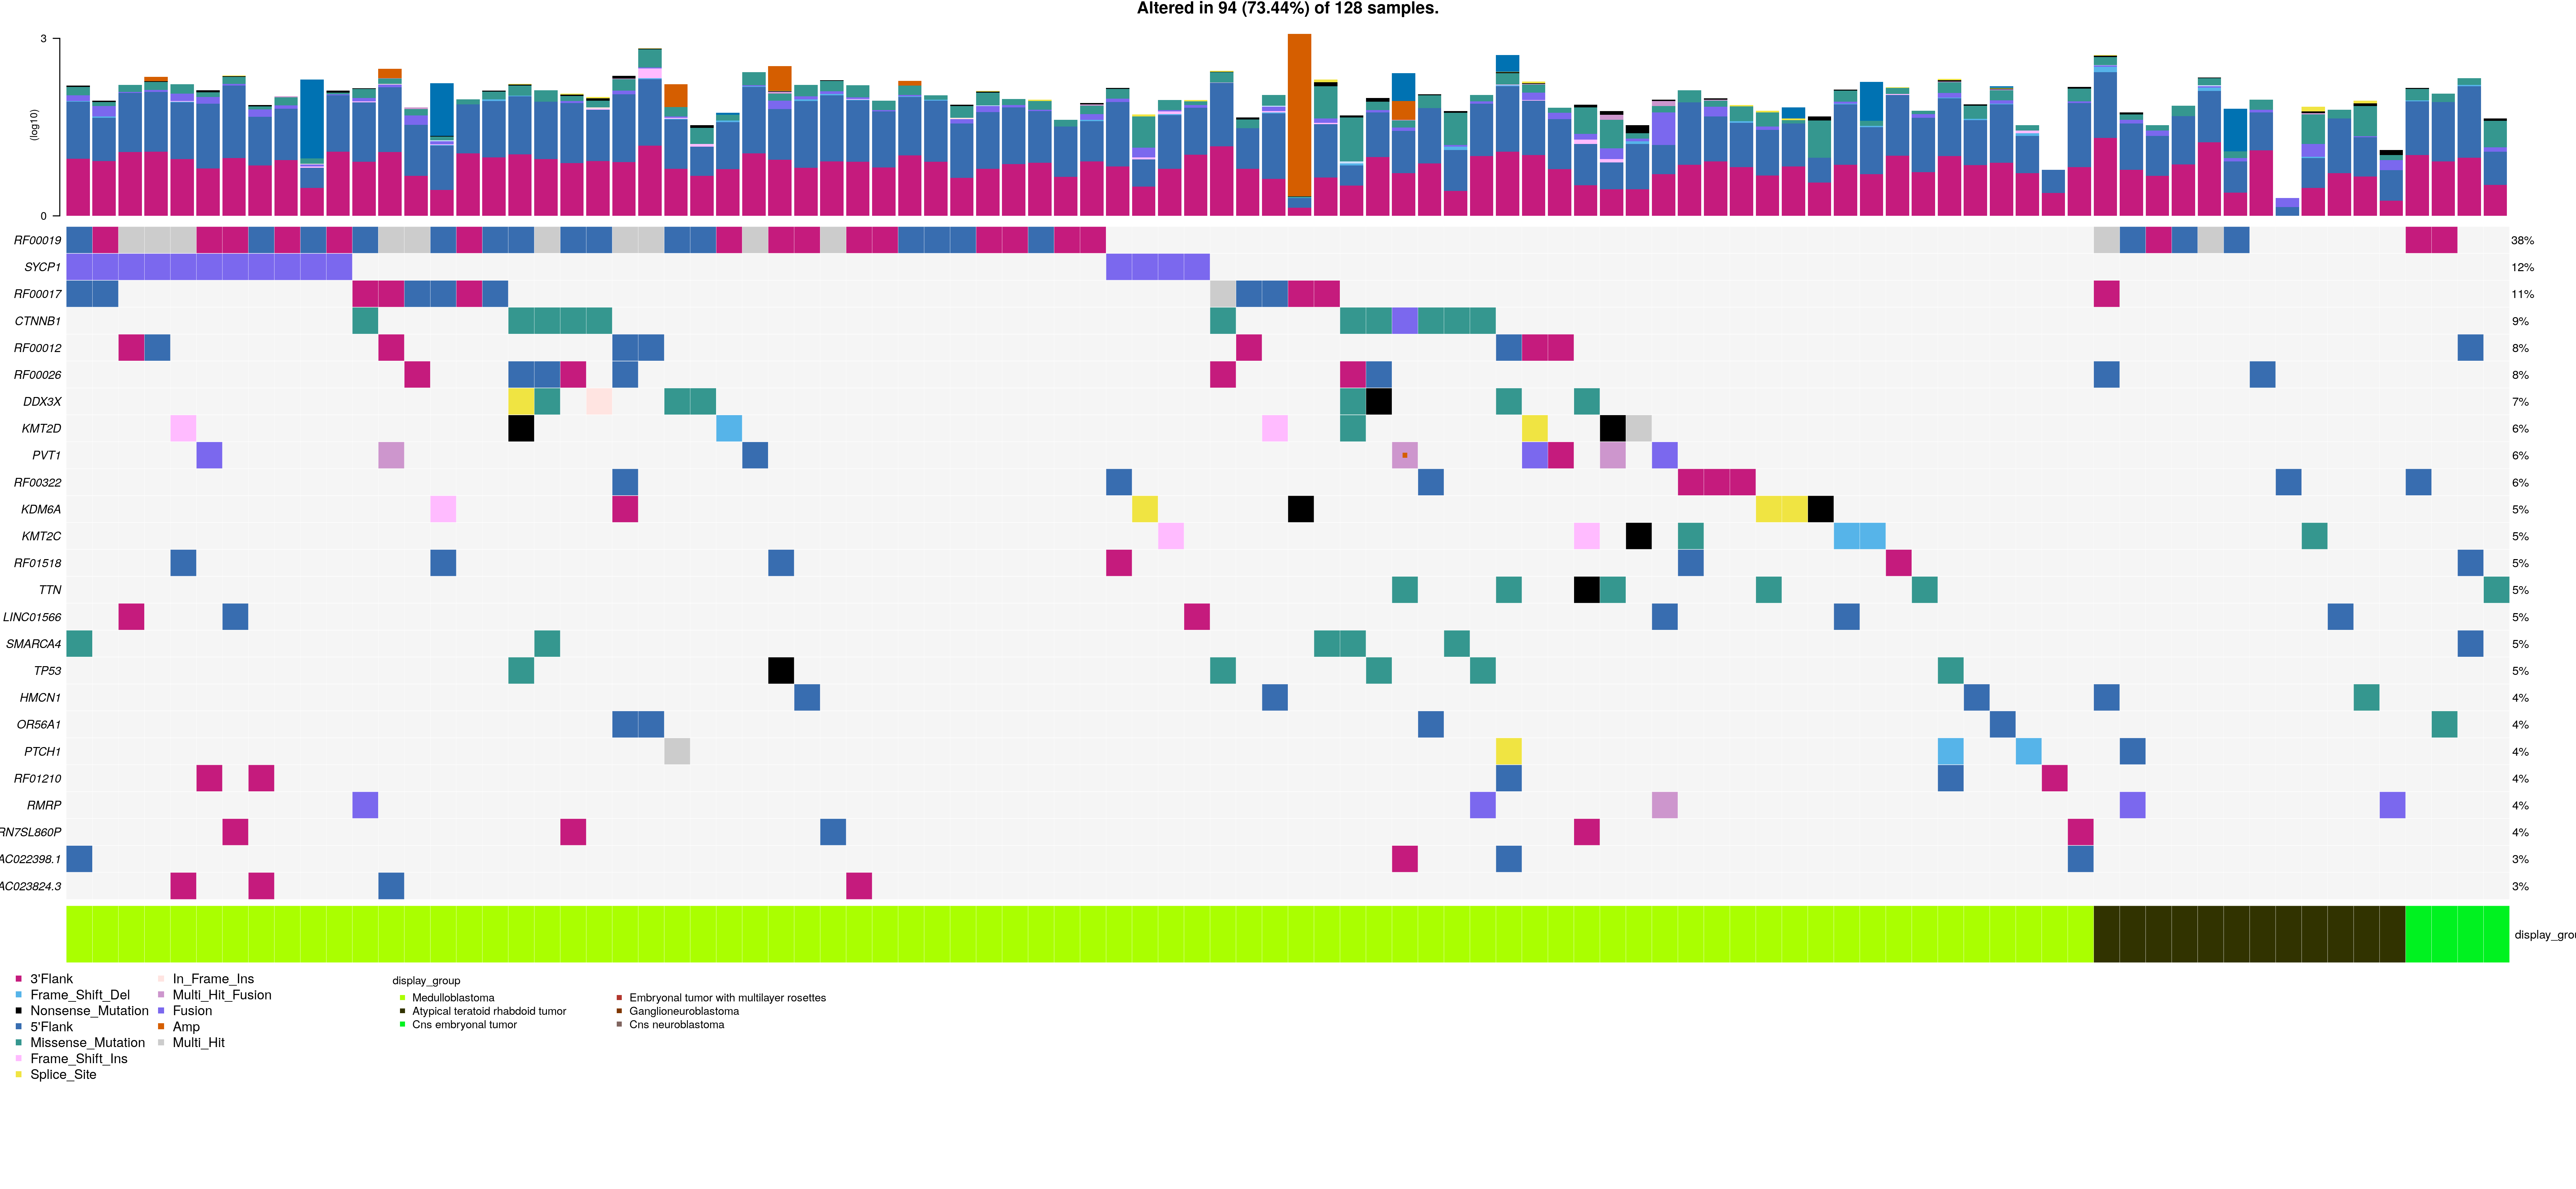 Altered in 94 (73.44%) of 128 samples.
3
(log10)
0
RF00019 38%
SYCP1 12%
RF00017 11%
CTNNB1 9%
RF00012 8%
RF00026 8%
DDX3X 7%
KMT2D 6%
PVT1 6%
RF00322 6%
KDM6A 5%
KMT2C 5%
RF01518 5%
TTN 5%
LINC01566 5%
SMARCA4 5%
TP53 5%
HMCN1 4%
OR56A1 4%
PTCH1 4%
RF01210 4%
RMRP 4%
RN7SL860P 4%
AC022398.1 3%
AC023824.3 3%
display_grou
3'Flank In_Frame_Ins
Frame_Shift_Del Multi_Hit_Fusion
Nonsense_Mutation Fusion
5'Flank Amp
Missense_Mutation Multi_Hit
Frame_Shift_Ins
Splice_Site
display_group
Medulloblastoma Embryonal tumor with multilayer rosettes
Atypical teratoid rhabdoid tumor Ganglioneuroblastoma
Cns embryonal tumor Cns neuroblastoma